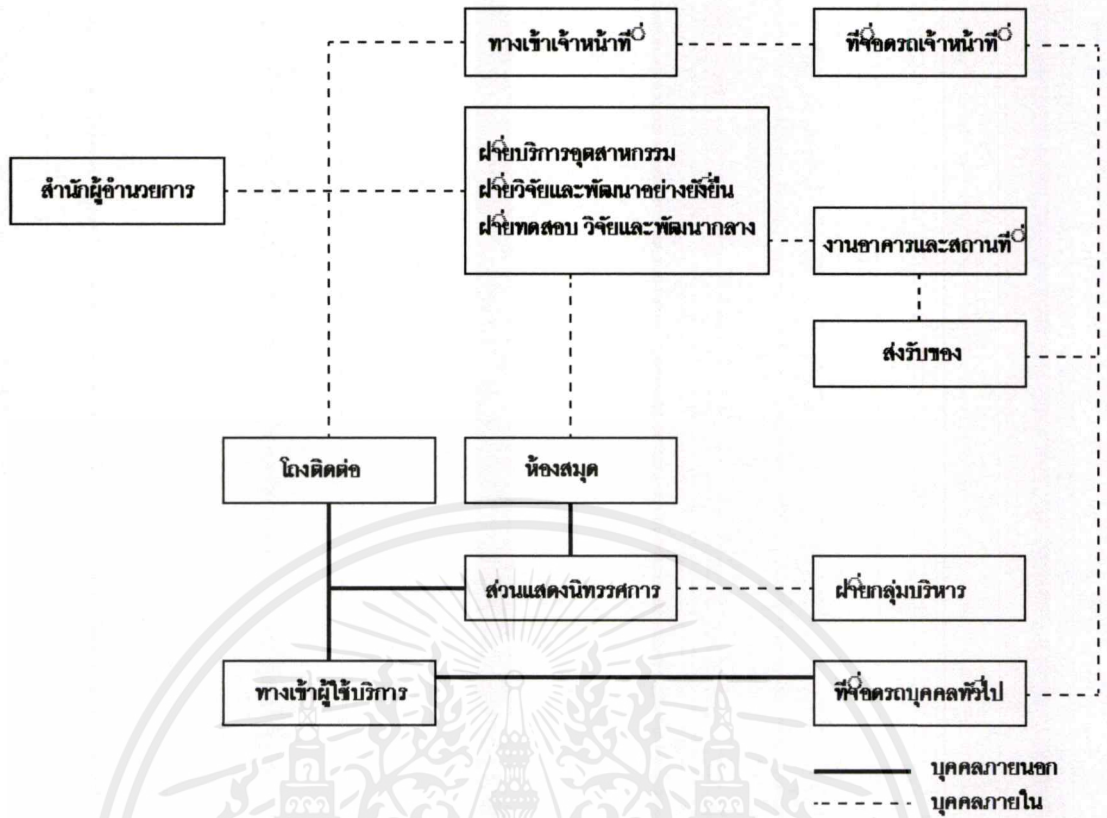 ทางเข้าเจ้าหน้าที่
ที่จอดรถเจ้าหน้าที่
ฝ่ายบริการอุตสาหกรรม
ฝ่ายวิจัยและพัฒนาอย่างยั่งยืน
ฝ่ายทดสอบ วิจัยและพัฒนากลาง
สำนักผู้อำนวยการ
งานอาคารและสถานที่
ส่งรับของ
โถงติดต่อ
ห้องสมุด
ส่วนแสดงนิทรรศการ
ฝ่ายกลุ่มบริหาร
ทางเข้าผู้ใช้บริการ
ที่จอดรถบุคคลทั่วไป
บุคคลภายนอก
บุคคลภายใน